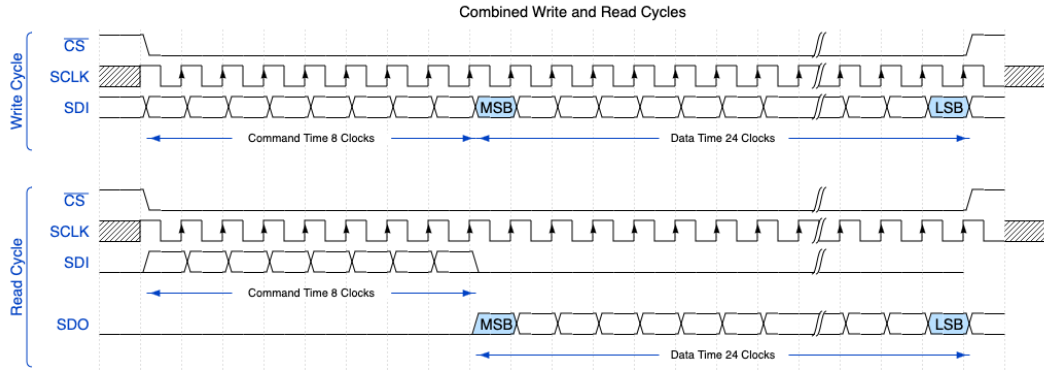 Combined Write and Read Cycles
Write Cycle
CS
SCLK
SDI
MSB
LSB
Command Time 8 Clocks
Data Time 24 Clocks
Read Cycle
CS
SCLK
SDI
Command Time 8 Clocks
SDO
MSB
LSB
Data Time 24 Clocks